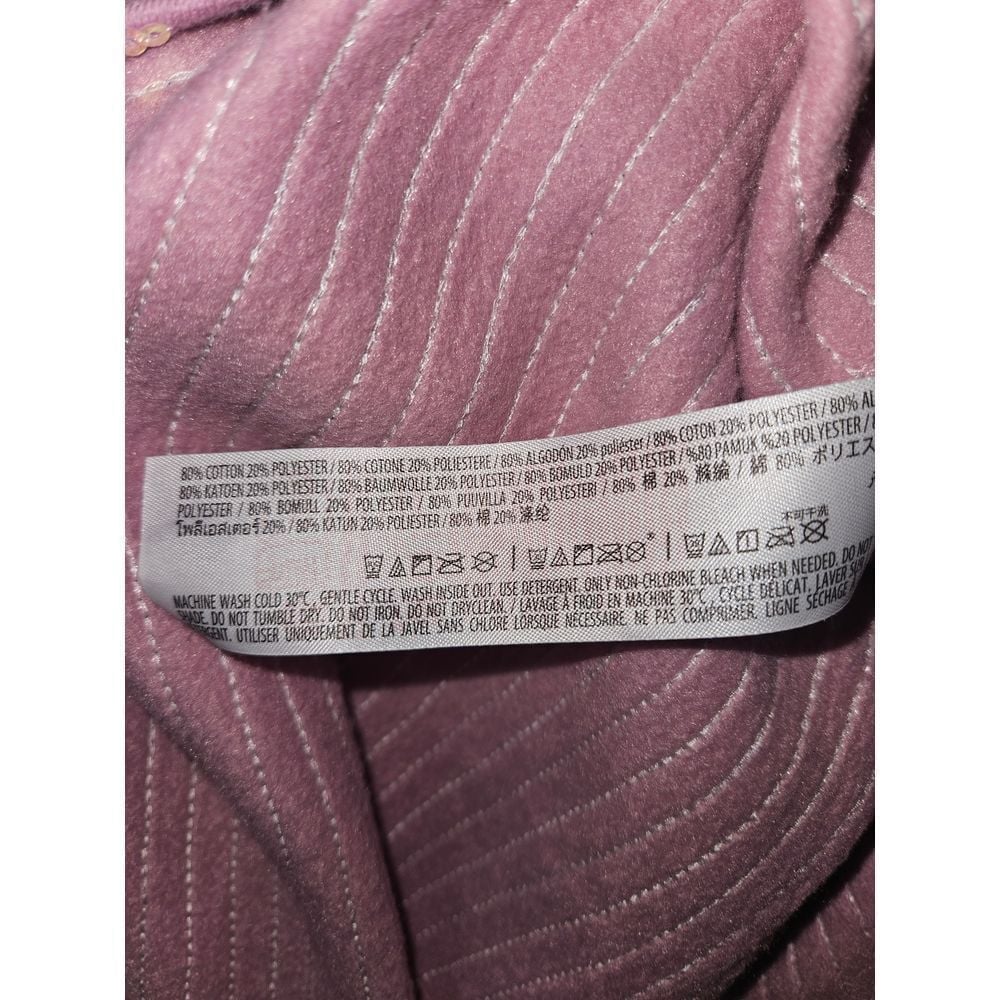 80% COTTON 20% POLYESTER / 80% COTONE 20% POLIESTERE / 80% ALGODÓN 20% poliéster / 80% COTON 20% POLYESTER / 80% AL
80% KATOEN 20% POLYESTER / 80% BAUMWOLLE 20% POLYESTER / 80% BOMULD 20% POLYESTER / %80 PAMUK %20 POLYESTER /
POLYESTER / 80% BOMULL 20% POLYESTER / 80% PUUVILLA 20% POLYESTERI / 80% 棉 20% 滌綸 / 綿 80% ポリエス
โพลีเอสเตอร์ 20% / 80% KATUN 20% POLIESTER / 80% 棉 20% 涤纶
不可干洗
MACHINE WASH COLD 30°C, GENTLE CYCLE. WASH INSIDE OUT. USE DETERGENT. ONLY NON-CHLORINE BLEACH WHEN NEEDED. DO NOT
SHADE. DO NOT TUMBLE DRY. DO NOT IRON. DO NOT DRYCLEAN. / LAVAGE À FROID EN MACHINE 30°C, CYCLE DÉLICAT, LAVER SUR
ERGENT. UTILISER UNIQUEMENT DE LA JAVEL SANS CHLORE LORSQUE NÉCESSAIRE. NE PAS COMPRIMER. LIGNE SÉCHAGE